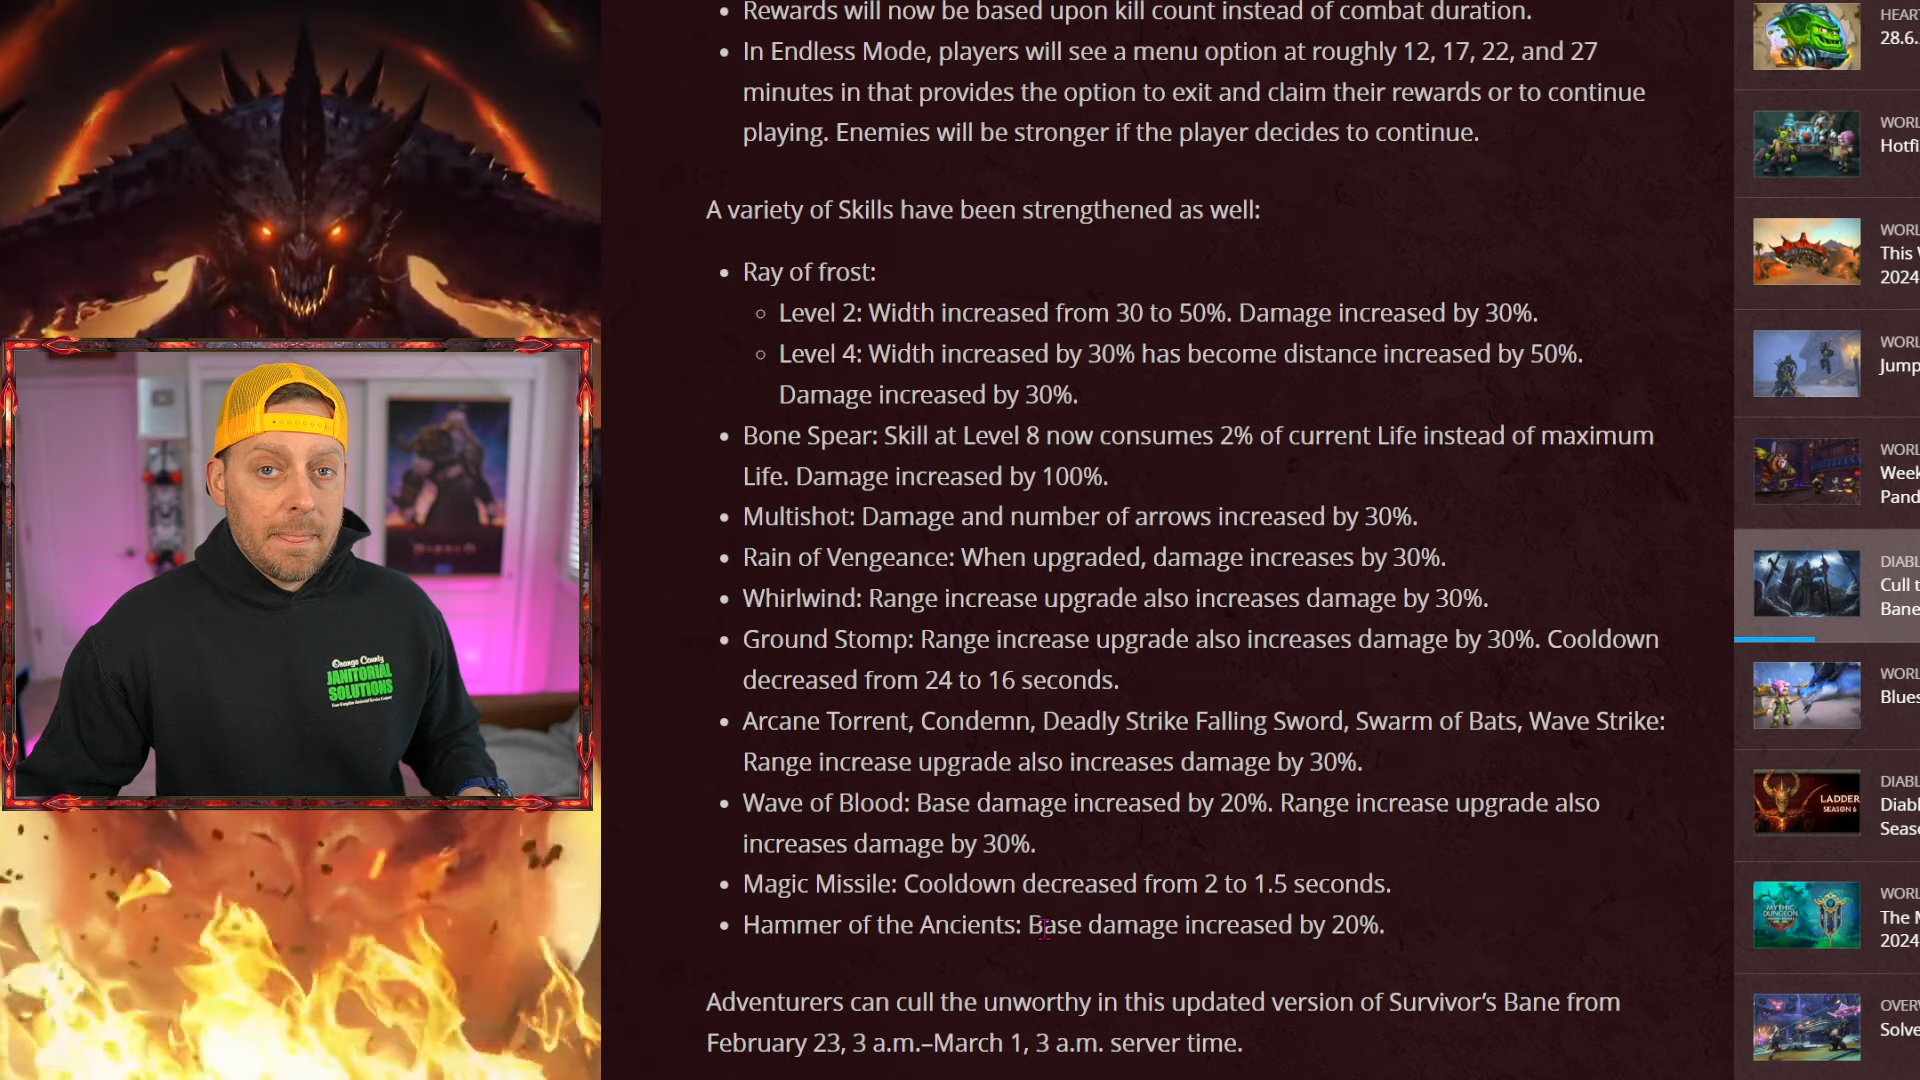 Rewards will now be based upon kill count instead of combat duration.
In Endless Mode, players will see a menu option at roughly 12, 17, 22, and 27
minutes in that provides the option to exit and claim their rewards or to continue
playing. Enemies will be stronger if the player decides to continue.
A variety of Skills have been strengthened as well:
Ray of frost:
Level 2: Width increased from 30 to 50%. Damage increased by 30%.
Level 4: Width increased by 30% has become distance increased by 50%.
Damage increased by 30%.
Bone Spear: Skill at Level 8 now consumes 2% of current Life instead of maximum
Life. Damage increased by 100%.
Multishot: Damage and number of arrows increased by 30%.
Rain of Vengeance: When upgraded, damage increases by 30%.
Whirlwind: Range increase upgrade also increases damage by 30%.
Ground Stomp: Range increase upgrade also increases damage by 30%. Cooldown
decreased from 24 to 16 seconds.
Arcane Torrent, Condemn, Deadly Strike Falling Sword, Swarm of Bats, Wave Strike:
Range increase upgrade also increases damage by 30%.
Wave of Blood: Base damage increased by 20%. Range increase upgrade also
increases damage by 30%.
Magic Missile: Cooldown decreased from 2 to 1.5 seconds.
Hammer of the Ancients: Base damage increased by 20%.
Adventurers can cull the unworthy in this updated version of Survivor’s Bane from
February 23, 3 a.m.–March 1, 3 a.m. server time.
Orange County
JANITORIAL
SOLUTIONS
DIABLO
HEAR
28.6.
WORL
Hotfi
WORL
This W
2024
WORL
Jump
WORL
Week
Pand
DIABL
Cull t
Bane
WORL
Blues
DIABL
Diabl
Seas
LADDER
SEASON 6
WORL
The M
2024
MYTHIC
DUNGEON
OVERW
Solve